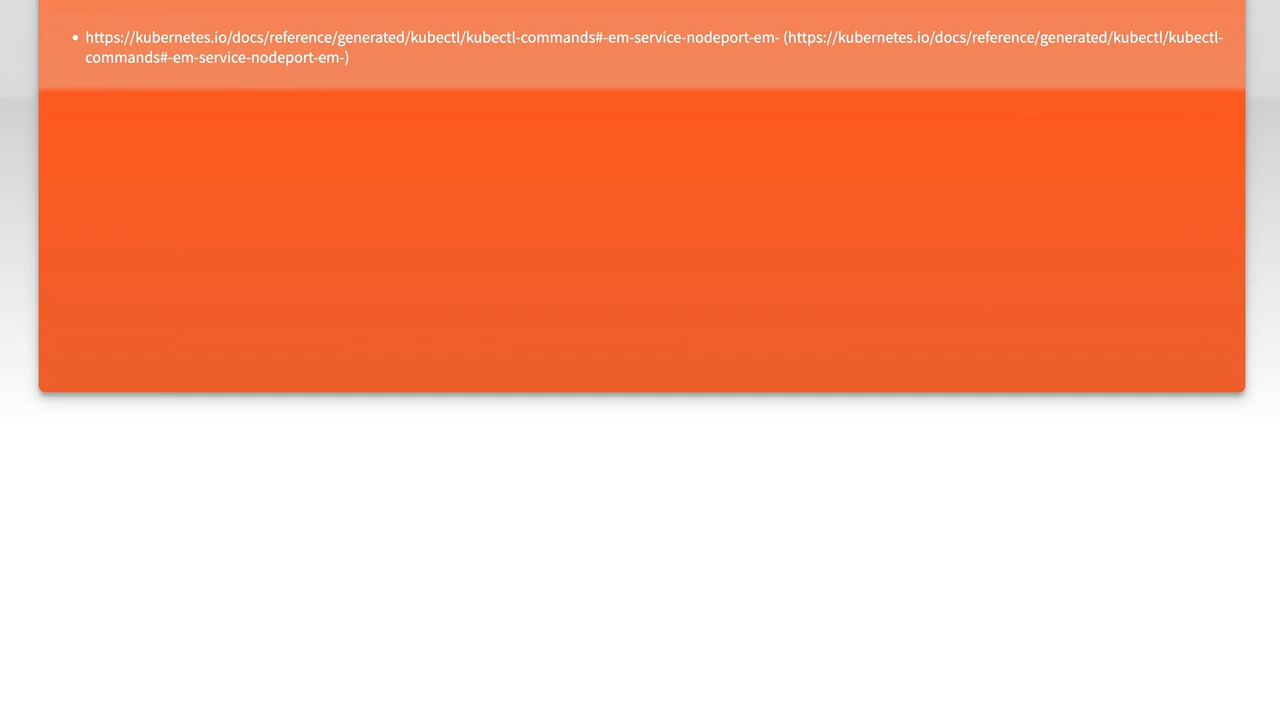 • https://kubernetes.io/docs/reference/generated/kubectl/kubectl-commands#-em-service-nodeport-em- (https://kubernetes.io/docs/reference/generated/kubectl/kubectl-
commands#-em-service-nodeport-em-)